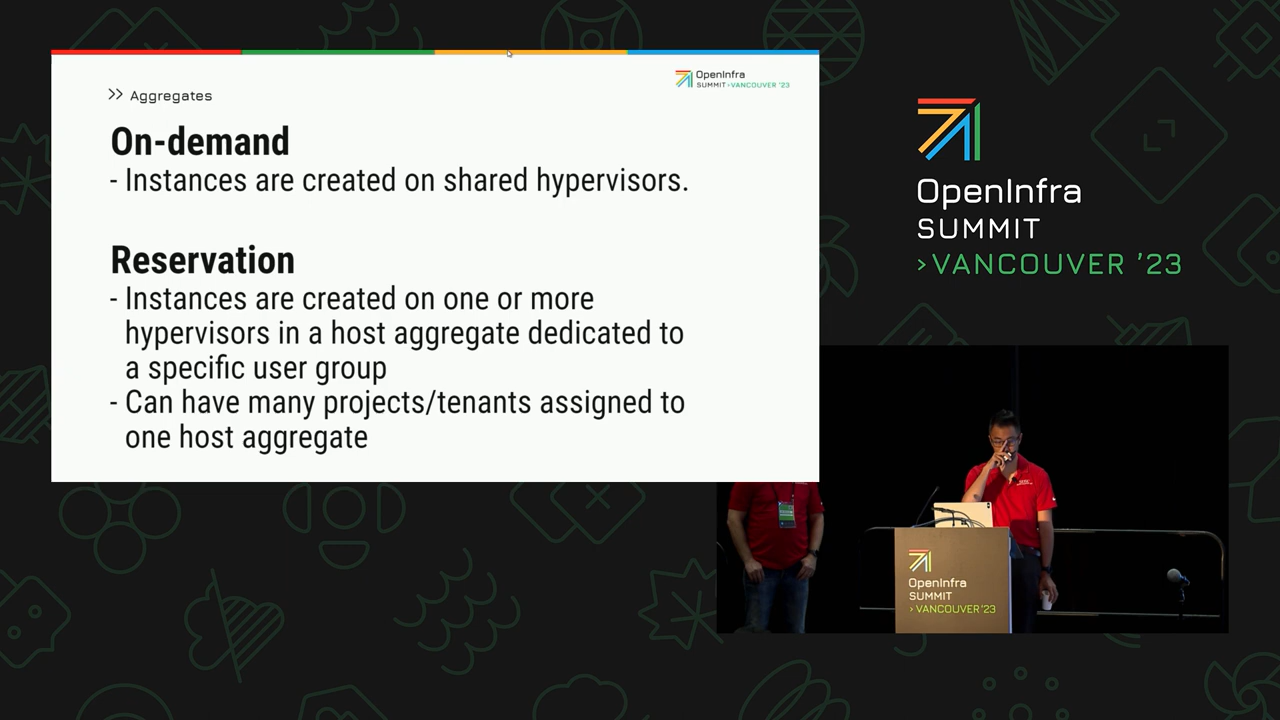 >> Aggregates
OpenInfra
SUMMIT >VANCOUVER '23
On-demand
- Instances are created on shared hypervisors.
Reservation
- Instances are created on one or more
hypervisors in a host aggregate dedicated to
a specific user group
- Can have many projects/tenants assigned to
one host aggregate
OpenInfra
SUMMIT
>VANCOUVER '23
OpenInfra
SUMMIT
>VANCOUVER '23